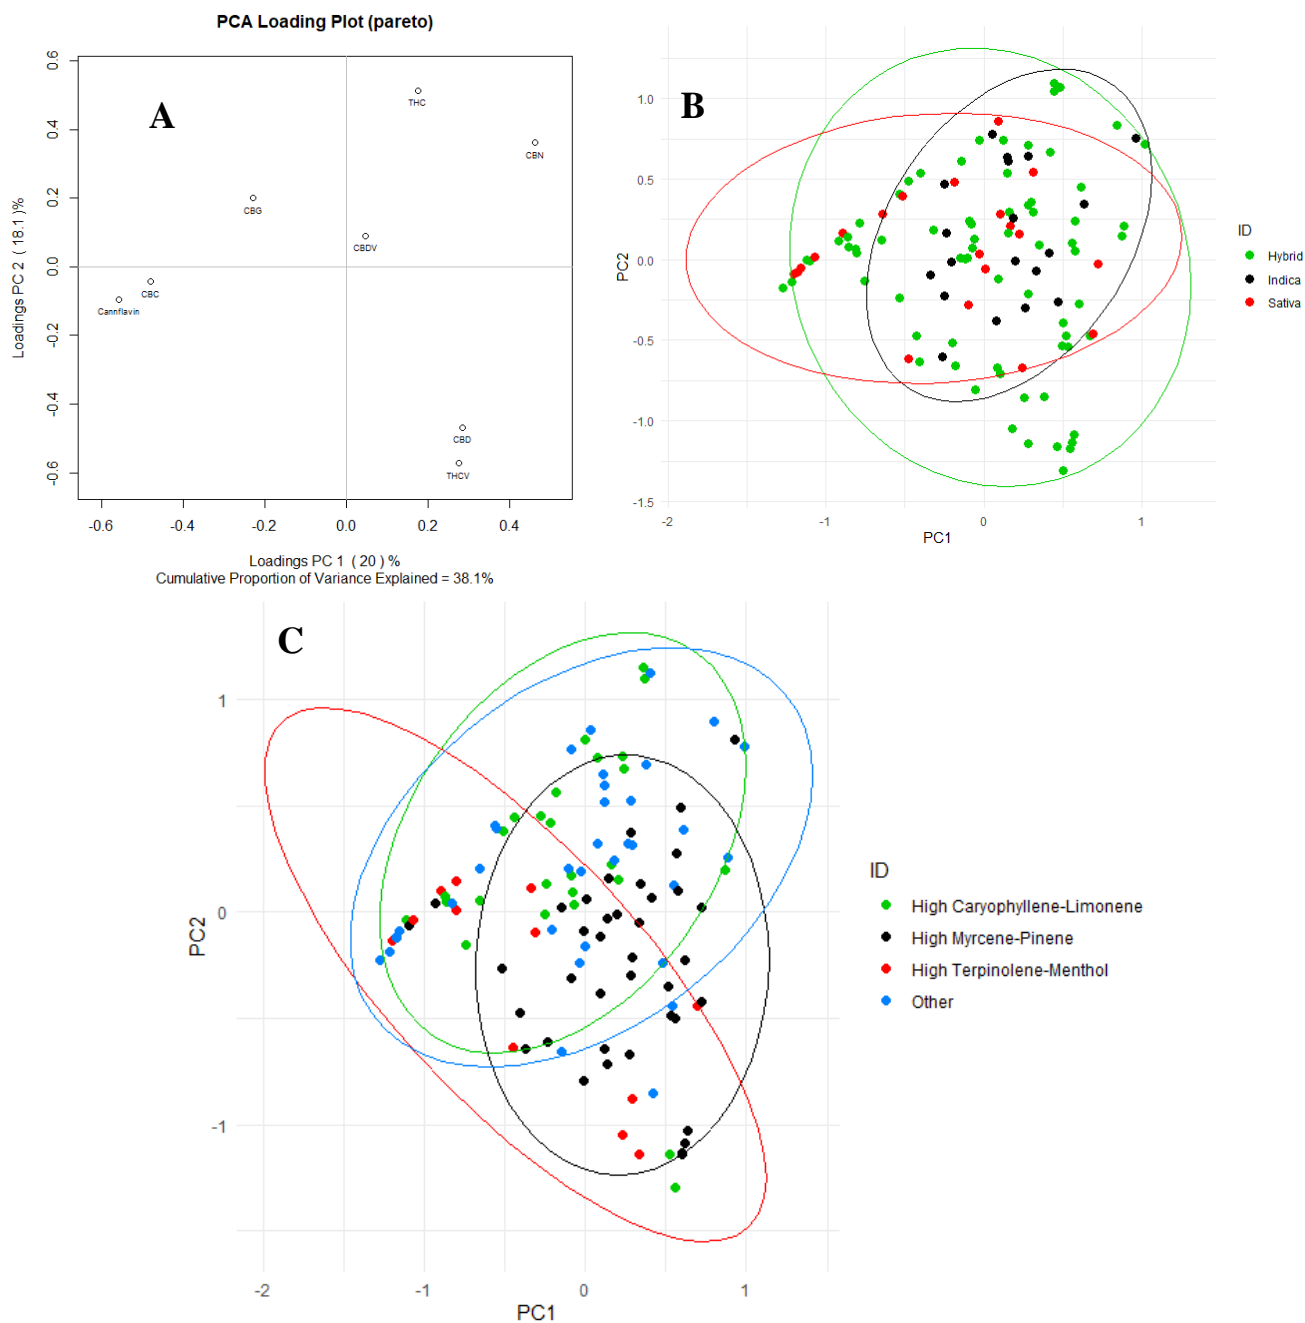 PCA Loading Plot (pareto)
A
0.6
0.4
0.2
0.0
-0.2
-0.4
-0.6
Loadings PC 2 ( 18.1 )%
THC
CBN
CBG
CBDV
CBC
Cannflavin
CBD
THCV
-0.6
-0.4
-0.2
0.0
0.2
0.4
Loadings PC 1 ( 20 ) %
Cumulative Proportion of Variance Explained = 38.1%
B
1.0
0.5
0.0
-0.5
-1.0
-1.5
PC2
-2
-1
0
1
PC1
ID
Hybrid
Indica
Sativa
C
1
0
-1
PC2
-2
-1
0
1
PC1
ID
High Caryophyllene-Limonene
High Myrcene-Pinene
High Terpinolene-Menthol
Other